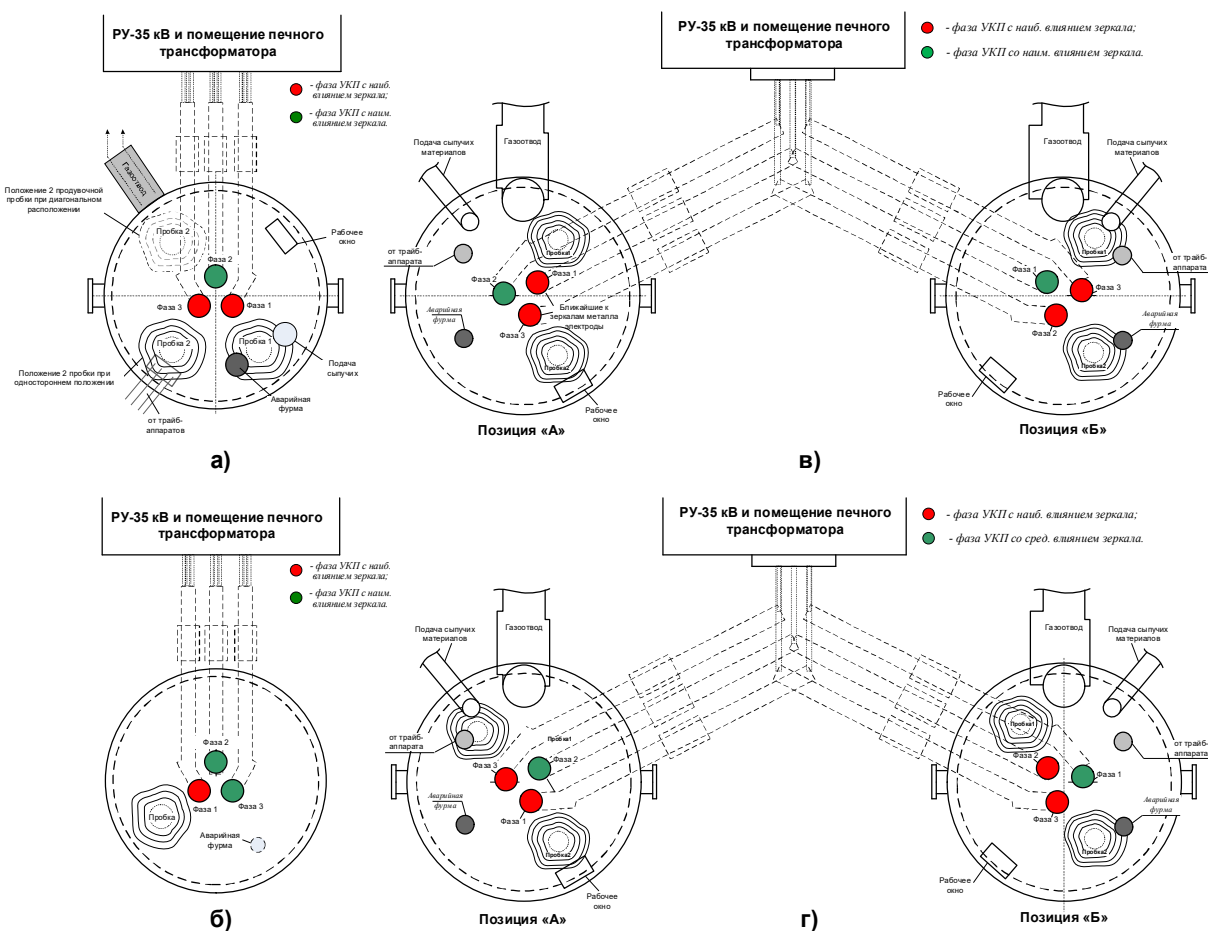 РУ-35 кВ и помещение печного
трансформатора
- фаза УКП с наиб.
влиянием зеркала;
- фаза УКП с наим.
влиянием зеркала.
Газоотвод
Положение 2 продувочной
пробки при диагональном
расположении
Пробка 2
Рабочее
окно
Фаза 2
Фаза 3
Фаза 1
Пробка 2
Пробка 1
Положение 2 пробки при
одностороннем положении
Подача
сыпучих
Аварийная
фурма
от трайб-
аппаратов
а)
РУ-35 кВ и помещение печного
трансформатора
- фаза УКП с наиб. влиянием зеркала;
- фаза УКП со наим. влиянием зеркала.
Подача сыпучих
материалов
Газоотвод
от трайб-
аппарата
Пробка1
Фаза 2
Фаза 1
Аварийная
фурма
Фаза 3
Ближайшие к
зеркалам металла
электроды
Пробка2
Рабочее
окно
Позиция «А»
Газоотвод
Подача сыпучих
материалов
Пробка1
от трайб-
аппарата
Фаза 1
Фаза 3
Фаза 2
Аварийная
фурма
Пробка2
Рабочее
окно
Позиция «Б»
в)
РУ-35 кВ и помещение печного
трансформатора
- фаза УКП с наиб.
влиянием зеркала;
- фаза УКП с наим.
влиянием зеркала.
Фаза 2
Фаза 1
Фаза 3
Пробка
Аварийная
фурма
б)
РУ-35 кВ и помещение печного
трансформатора
- фаза УКП с наиб. влиянием зеркала;
- фаза УКП со сред. влиянием зеркала.
Подача сыпучих
материалов
Газоотвод
от трайб-
аппарата
Пробка1
Фаза 3
Фаза 2
Аварийная
фурма
Фаза 1
Пробка2
Рабочее
окно
Позиция «А»
Газоотвод
Подача сыпучих
материалов
Пробка1
от трайб-
аппарата
Фаза 2
Фаза 1
Фаза 3
Аварийная
фурма
Пробка2
Рабочее
окно
Позиция «Б»
г)